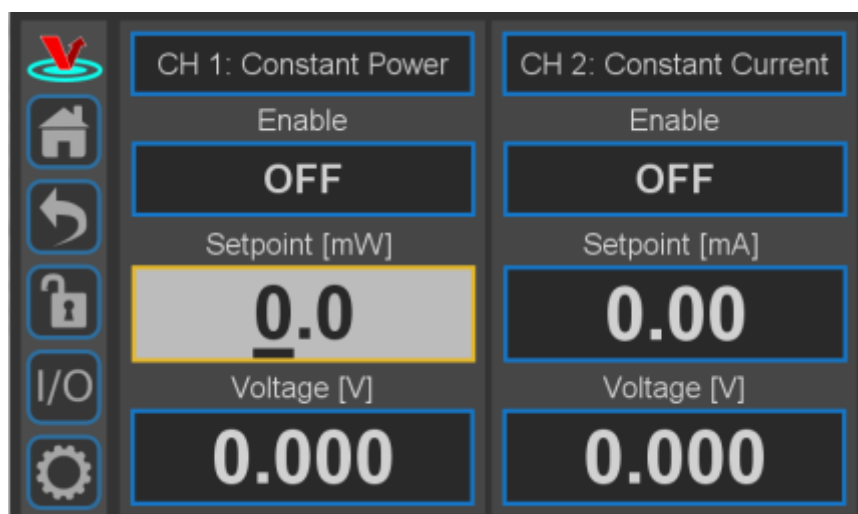 CH 1: Constant Power
CH 2: Constant Current
Enable
Enable
OFF
OFF
Setpoint [mW]
Setpoint [mA]
0.0
0.00
I/O
Voltage [V]
Voltage [V]
0.000
0.000